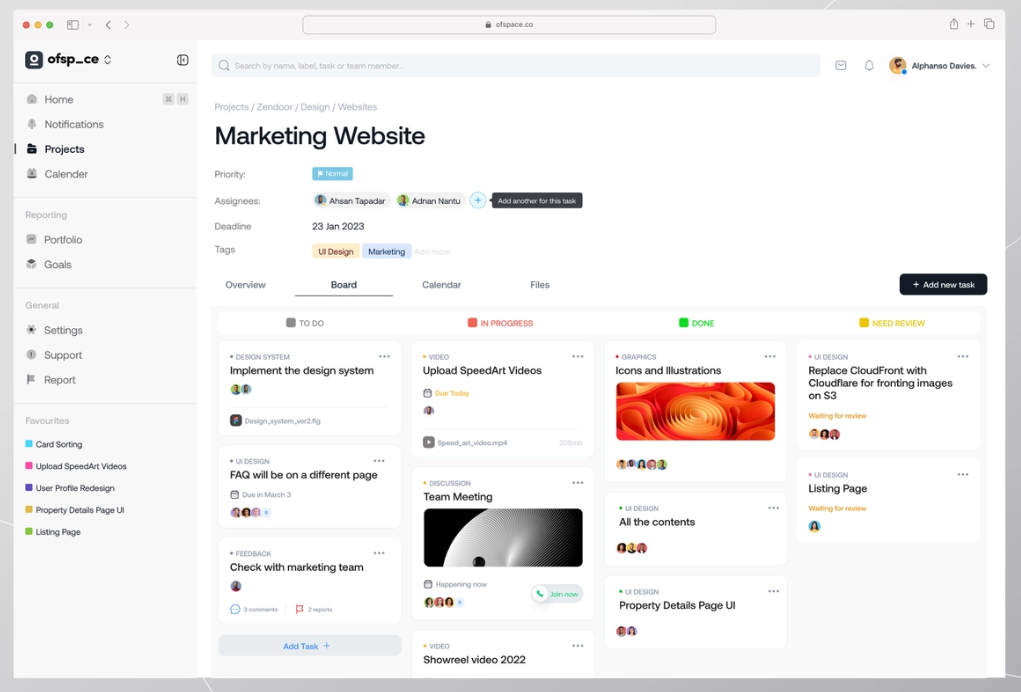 ofspace.co
ofsp_ce
Search by name, label, task or team member...
Alphanso Davies.
Home
⌘ H
Notifications
Projects
Calender
Reporting
Portfolio
Goals
General
Settings
Support
Report
Favourites
Card Sorting
Upload SpeedArt Videos
User Profile Redesign
Property Details Page UI
Listing Page
Projects / Zendoor / Design / Websites
Marketing Website
Priority: Normal
Assignees: Ahsan Tapadar Adnan Nantu + Add another for this task
Deadline 23 Jan 2023
Tags UI Design Marketing Add more
Overview Board Calendar Files
+ Add new task
TO DO
DESIGN SYSTEM
Implement the design system
Design_system_ver2.fig
UI DESIGN
FAQ will be on a different page
Due in March 3
FEEDBACK
Check with marketing team
3 comments 2 reports
Add Task +
IN PROGRESS
VIDEO
Upload SpeedArt Videos
Due Today
Speed_art_video.mp4 205mb
DISCUSSION
Team Meeting
Happening now
Join now
VIDEO
Showreel video 2022
DONE
GRAPHICS
Icons and Illustrations
UI DESIGN
All the contents
UI DESIGN
Property Details Page UI
NEED REVIEW
UI DESIGN
Replace CloudFront with
Cloudflare for fronting images
on S3
Waiting for review
UI DESIGN
Listing Page
Waiting for review